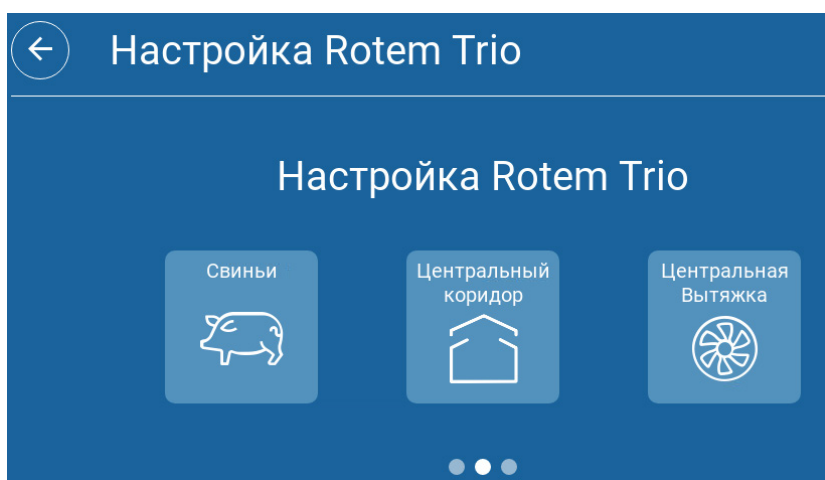 Настройка Rotem Trio
Настройка Rotem Trio
Свиньи
Центральный
коридор
Центральная
Вытяжка